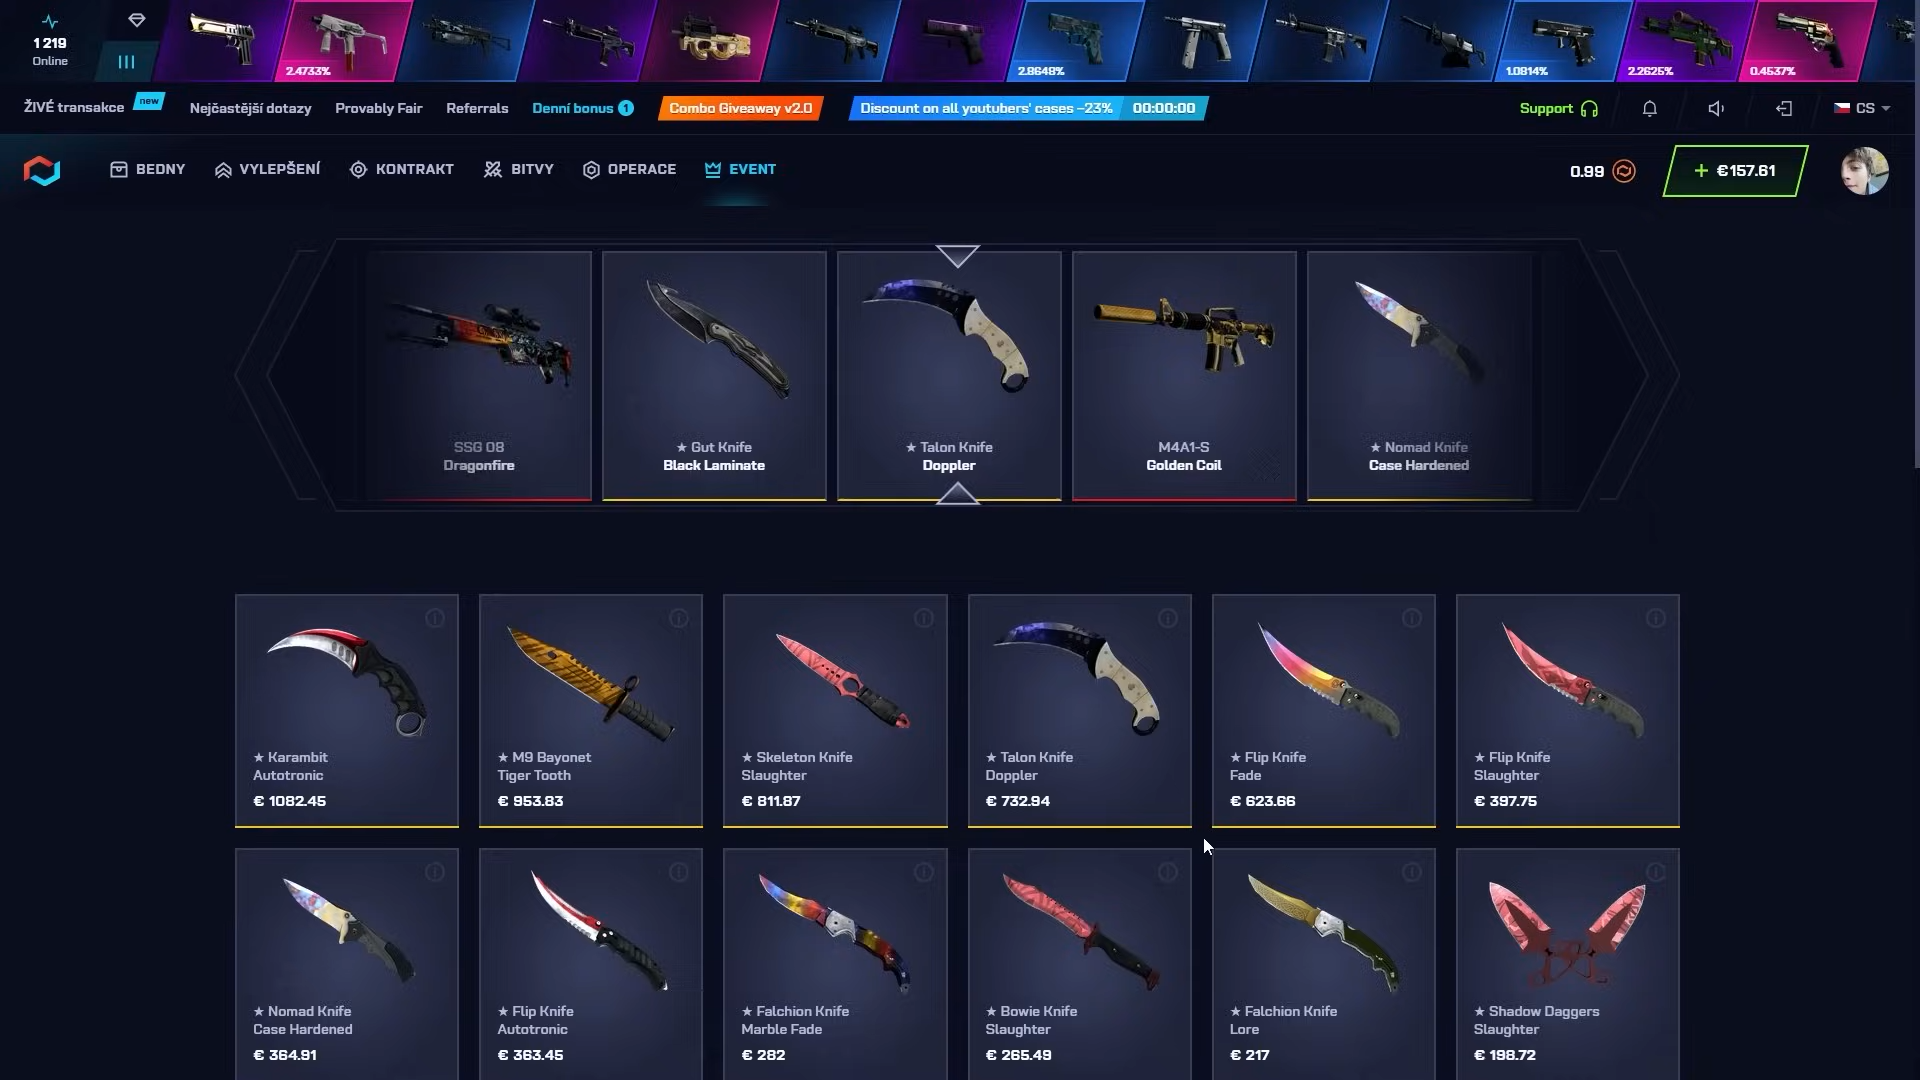 1 219
Online
2.4733%
2.8648%
1.0814%
2.2625%
0.4537%
ŽIVÉ transakce
new
Nejčastější dotazy
Provably Fair
Referrals
Denní bonus 1
Combo Giveaway v2.0
Discount on all youtubers' cases –23%
00:00:00
Support
CS
BEDNY
VYLEPŠENÍ
KONTRAKT
BITVY
OPERACE
EVENT
0.99
+ €157.61
SSG 08
Dragonfire
★ Gut Knife
Black Laminate
★ Talon Knife
Doppler
M4A1-S
Golden Coil
★ Nomad Knife
Case Hardened
★ Karambit
Autotronic
€ 1082.45
★ M9 Bayonet
Tiger Tooth
€ 953.83
★ Skeleton Knife
Slaughter
€ 811.87
★ Talon Knife
Doppler
€ 732.94
★ Flip Knife
Fade
€ 623.66
★ Flip Knife
Slaughter
€ 397.75
★ Nomad Knife
Case Hardened
€ 364.91
★ Flip Knife
Autotronic
€ 363.45
★ Falchion Knife
Marble Fade
€ 282
★ Bowie Knife
Slaughter
€ 265.49
★ Falchion Knife
Lore
€ 217
★ Shadow Daggers
Slaughter
€ 198.72